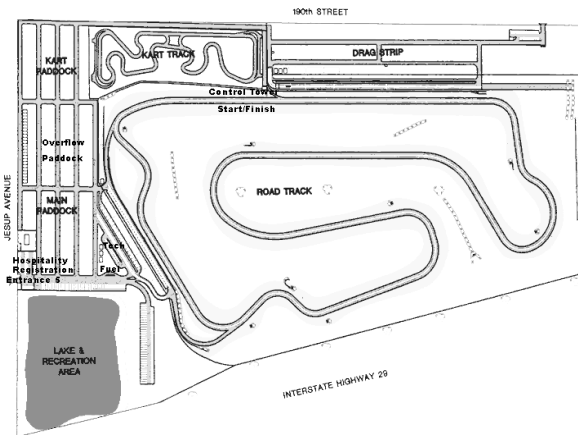 190th STREET
KART TRACK
DRAG STRIP
KART
PADDOCK
Control Tower
Start/Finish
Overflow
Paddock
JESUP AVENUE
MAIN
PADDOCK
ROAD TRACK
Tech
Hospitality
Registration
Fuel
Entrance 5
LAKE &
RECREATION
AREA
INTERSTATE HIGHWAY 29